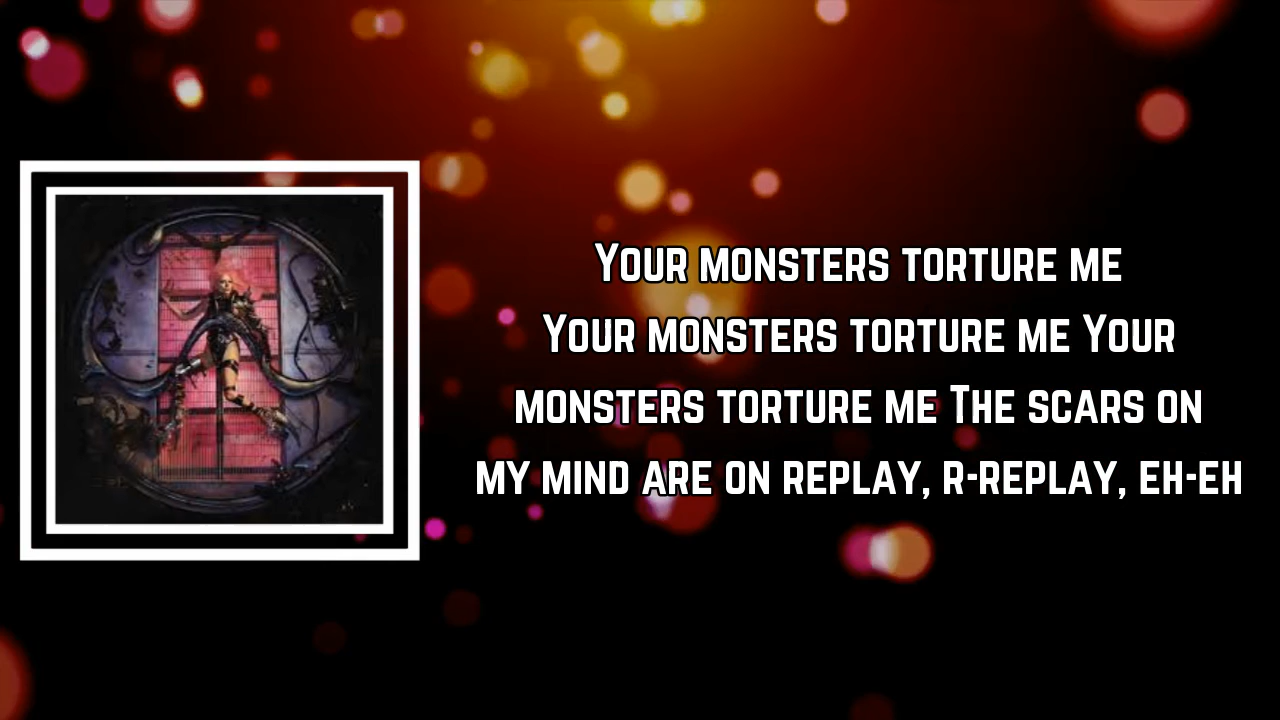 Your monsters torture me
Your monsters torture me Your
monsters torture me The scars on
my mind are on replay, r-replay, eh-eh